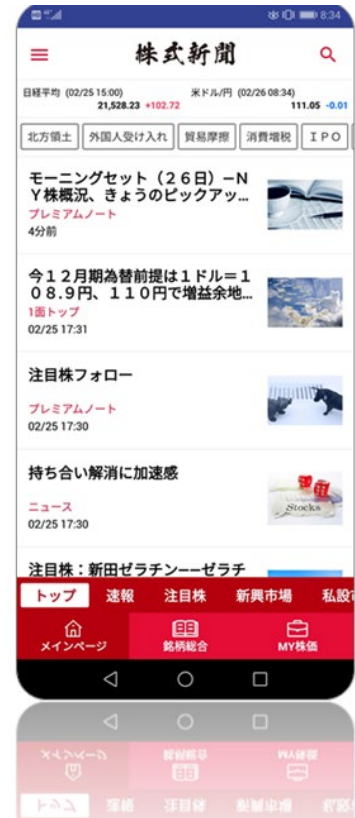 8:34
株式新聞
日経平均 (02/25 15:00) 米ドル/円 (02/26 08:34)
21,528.23 +102.72 111.05 -0.01
北方領土 外国人受け入れ 貿易摩擦 消費増税 ＩＰＯ
モーニングセット（２６日）－Ｎ
Ｙ株概況、きょうのピックアッ...
プレミアムノート
4分前
今１２月期為替前提は１ドル＝１
０８.９円、１１０円で増益余地...
1面トップ
02/25 17:31
注目株フォロー
プレミアムノート
02/25 17:30
持ち合い解消に加速感
Stocks
ニュース
02/25 17:30
注目株：新田ゼラチン――ゼラチ
トップ 速報 注目株 新興市場 私設
メインページ 銘柄総合 MY株価